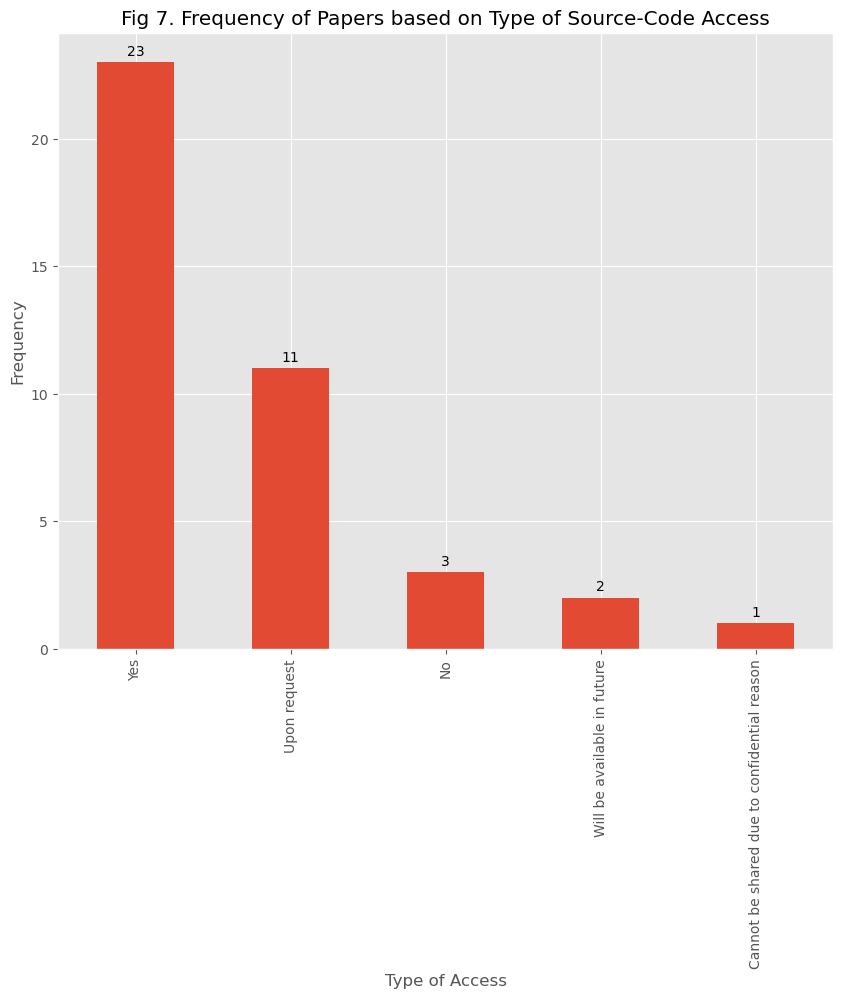 Fig 7. Frequency of Papers based on Type of Source-Code Access
23
11
3
2
1
20
15
10
5
0
Frequency
Yes
Upon request
No
Will be available in future
Cannot be shared due to confidential reason
Type of Access